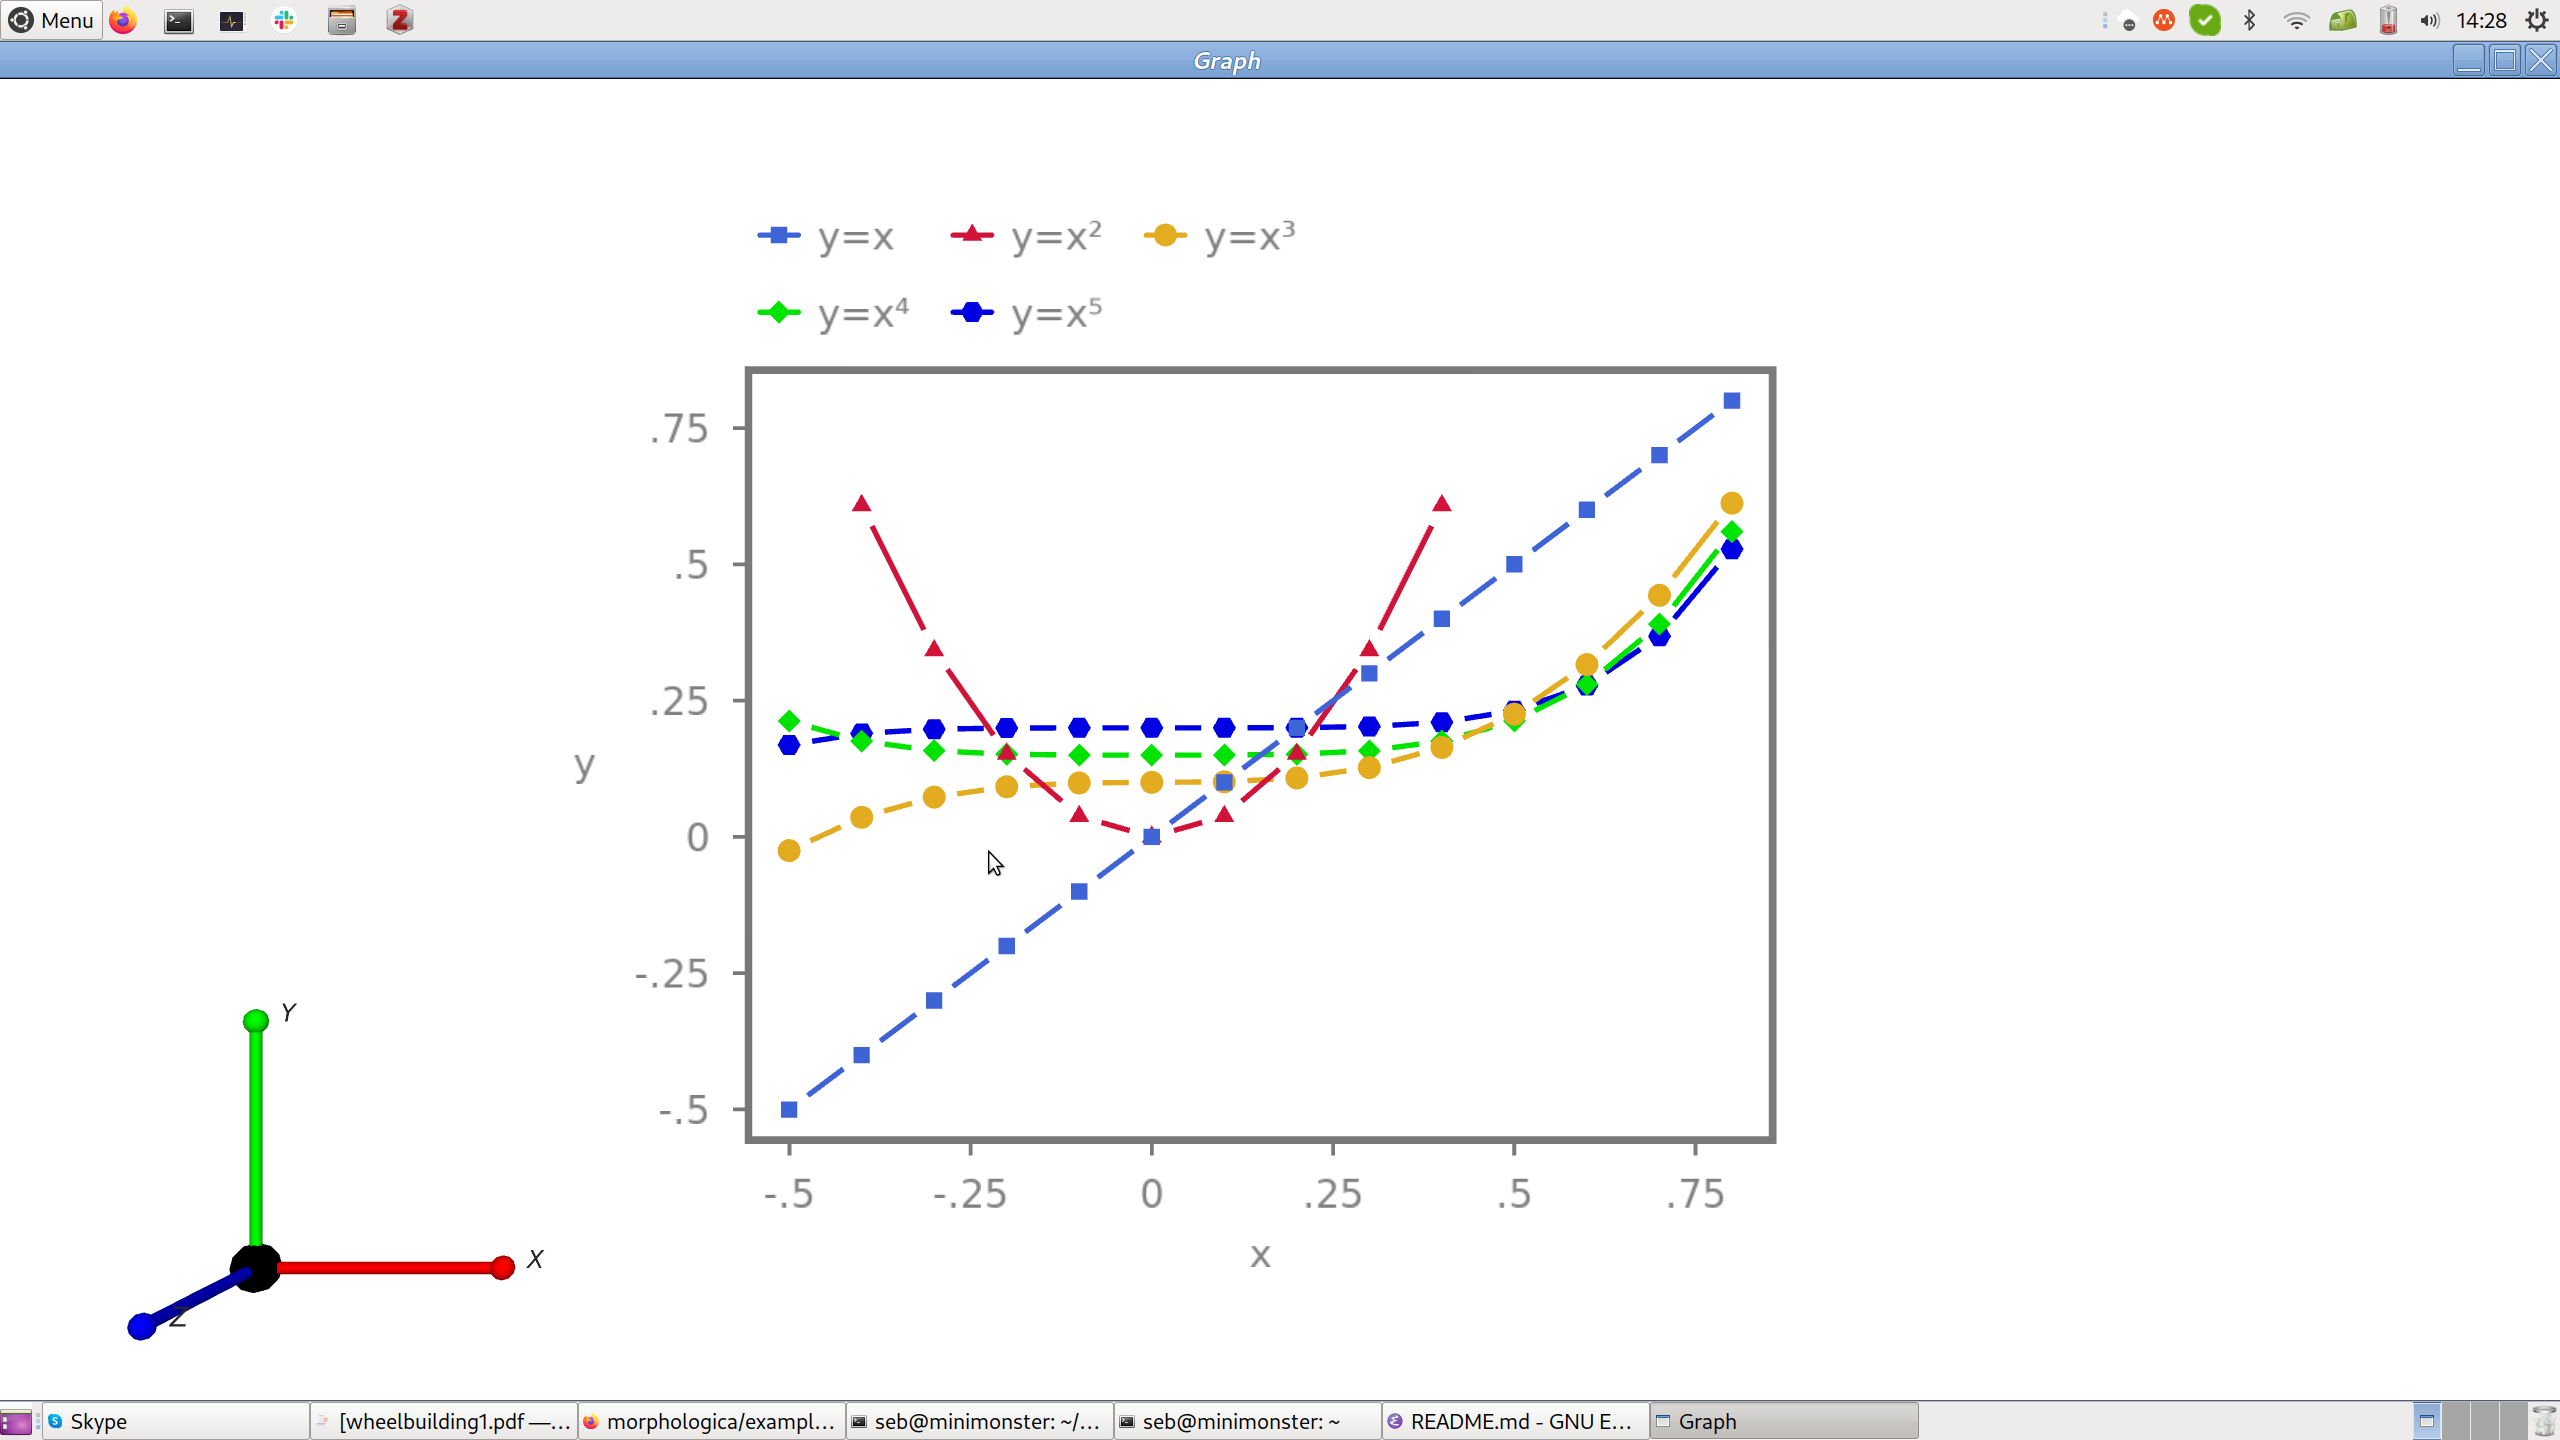 Menu 14:28
Graph
y=x y=x² y=x³
y=x⁴ y=x⁵
.75
.5
.25
y
0
-.25
-.5
-.5 -.25 0 .25 .5 .75
x
Y
X
Z
Skype [wheelbuilding1.pdf —... morphologica/exampl... seb@minimonster: ~/... seb@minimonster: ~ README.md - GNU E... Graph